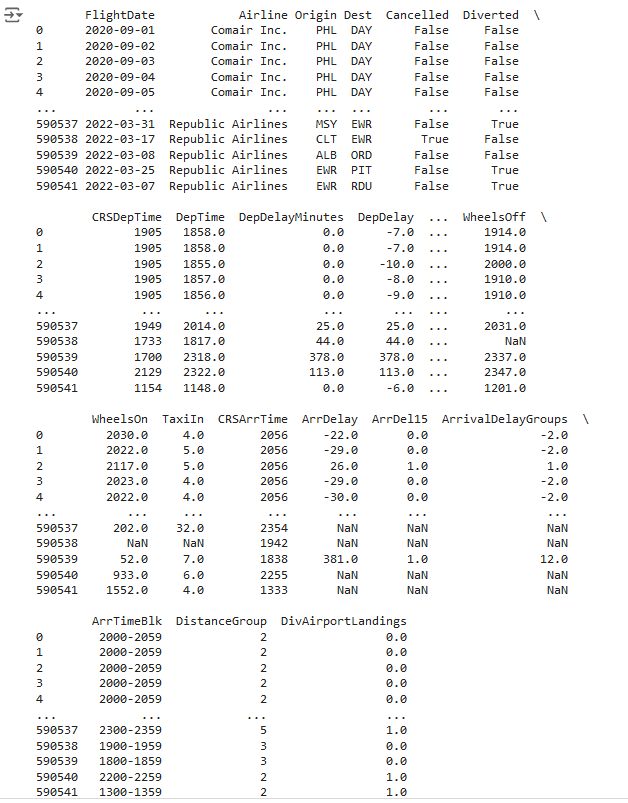 FlightDate Airline Origin Dest Cancelled Diverted \
0 2020-09-01 Comair Inc. PHL DAY False False
1 2020-09-02 Comair Inc. PHL DAY False False
2 2020-09-03 Comair Inc. PHL DAY False False
3 2020-09-04 Comair Inc. PHL DAY False False
4 2020-09-05 Comair Inc. PHL DAY False False
... ... ... ... ... ... ...
590537 2022-03-31 Republic Airlines MSY EWR False True
590538 2022-03-17 Republic Airlines CLT EWR True False
590539 2022-03-08 Republic Airlines ALB ORD False False
590540 2022-03-25 Republic Airlines EWR PIT False True
590541 2022-03-07 Republic Airlines EWR RDU False True
CRSDepTime DepTime DepDelayMinutes DepDelay ... WheelsOff \
0 1905 1858.0 0.0 -7.0 ... 1914.0
1 1905 1858.0 0.0 -7.0 ... 1914.0
2 1905 1855.0 0.0 -10.0 ... 2000.0
3 1905 1857.0 0.0 -8.0 ... 1910.0
4 1905 1856.0 0.0 -9.0 ... 1910.0
... ... ... ... ... ... ...
590537 1949 2014.0 25.0 25.0 ... 2031.0
590538 1733 1817.0 44.0 44.0 ... NaN
590539 1700 2318.0 378.0 378.0 ... 2337.0
590540 2129 2322.0 113.0 113.0 ... 2347.0
590541 1154 1148.0 0.0 -6.0 ... 1201.0
WheelsOn TaxiIn CRSArrTime ArrDelay ArrDel15 ArrivalDelayGroups \
0 2030.0 4.0 2056 -22.0 0.0 -2.0
1 2022.0 5.0 2056 -29.0 0.0 -2.0
2 2117.0 5.0 2056 26.0 1.0 1.0
3 2023.0 4.0 2056 -29.0 0.0 -2.0
4 2022.0 4.0 2056 -30.0 0.0 -2.0
... ... ... ... ... ... ...
590537 202.0 32.0 2354 NaN NaN NaN
590538 NaN NaN 1942 NaN NaN NaN
590539 52.0 7.0 1838 381.0 1.0 12.0
590540 933.0 6.0 2255 NaN NaN NaN
590541 1552.0 4.0 1333 NaN NaN NaN
ArrTimeBlk DistanceGroup DivAirportLandings
0 2000-2059 2 0.0
1 2000-2059 2 0.0
2 2000-2059 2 0.0
3 2000-2059 2 0.0
4 2000-2059 2 0.0
... ... ... ...
590537 2300-2359 5 1.0
590538 1900-1959 3 0.0
590539 1800-1859 3 0.0
590540 2200-2259 2 1.0
590541 1300-1359 2 1.0